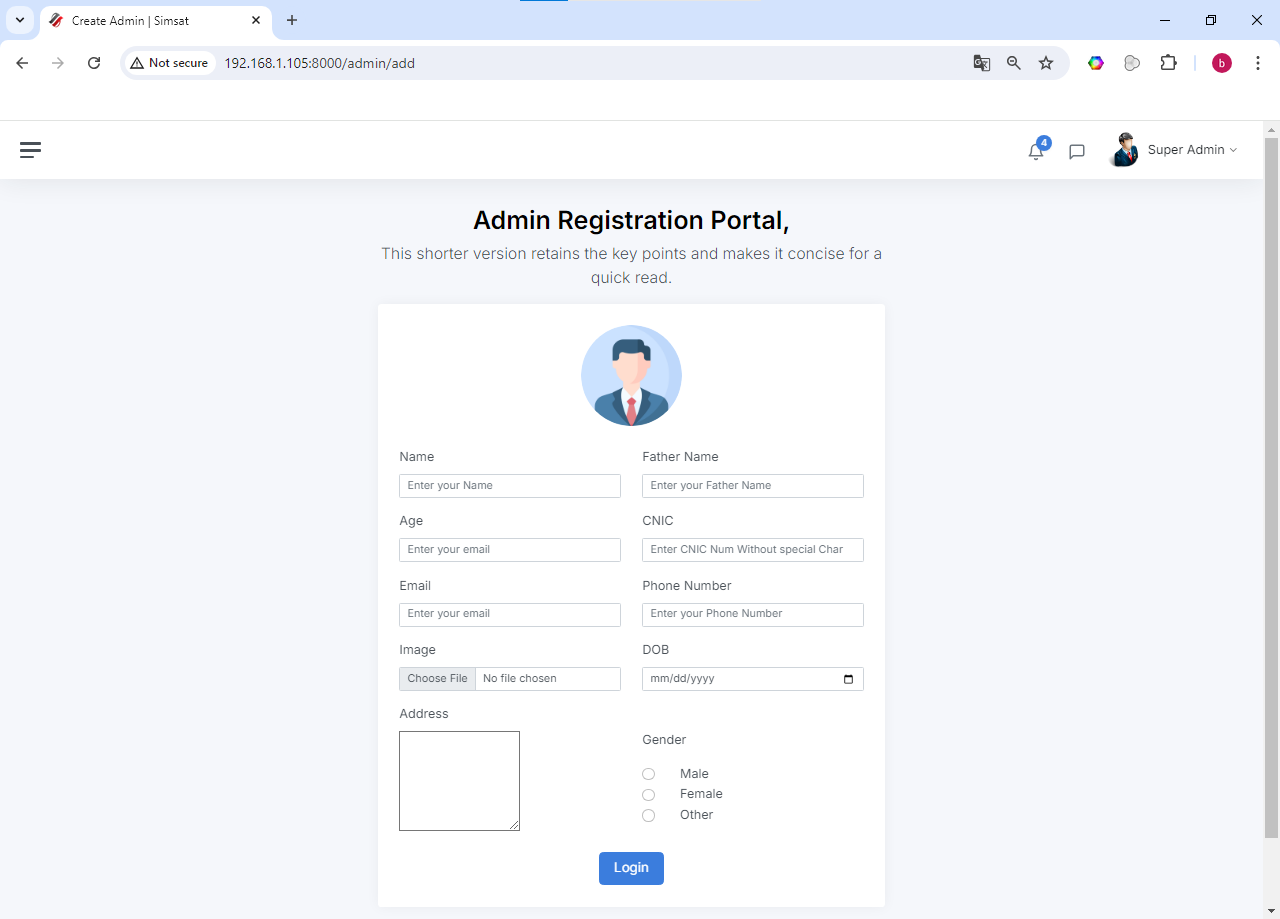 Create Admin | Simsat
Not secure
192.168.1.105:8000/admin/add
b
4
Super Admin
Admin Registration Portal,
This shorter version retains the key points and makes it concise for a
quick read.
Name
Father Name
Enter your Name
Enter your Father Name
Age
CNIC
Enter your email
Enter CNIC Num Without special Char
Email
Phone Number
Enter your email
Enter your Phone Number
Image
DOB
Choose File
No file chosen
mm/dd/yyyy
Address
Gender
Male
Female
Other
Login